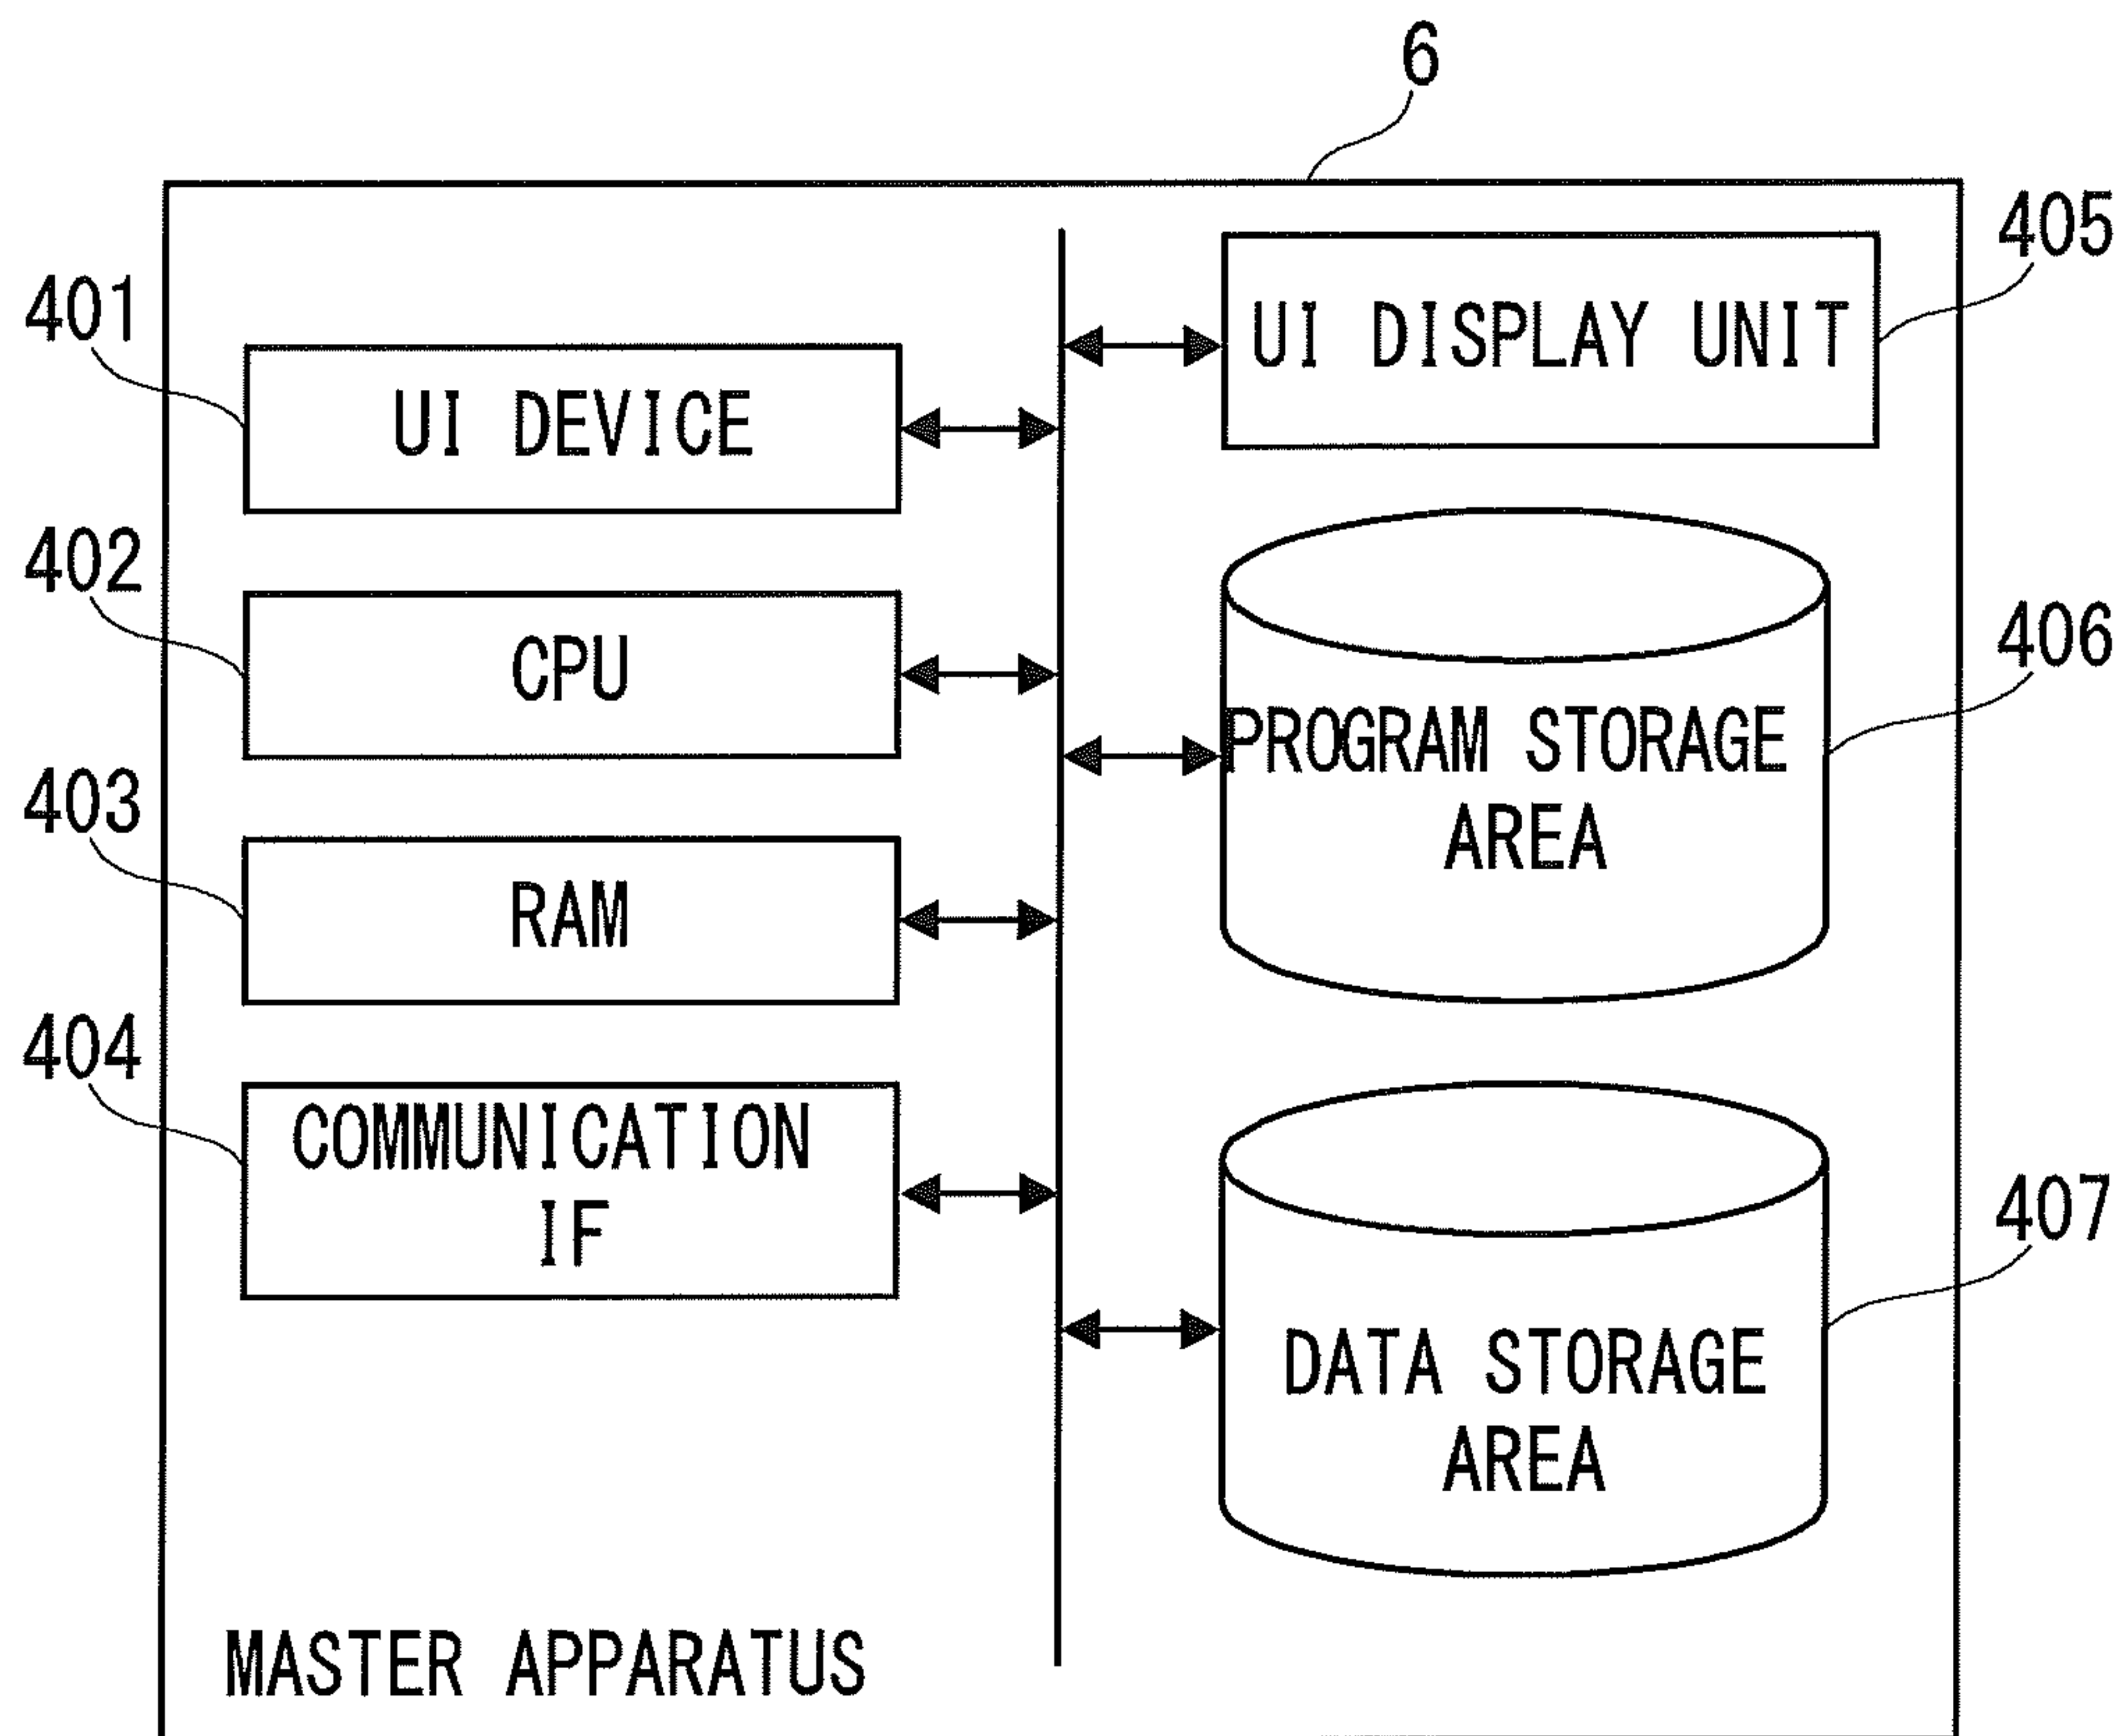 6
401
UI DEVICE
402
CPU
403
RAM
404
COMMUNICATION
IF
405
UI DISPLAY UNIT
406
PROGRAM STORAGE
AREA
407
DATA STORAGE
AREA
MASTER APPARATUS